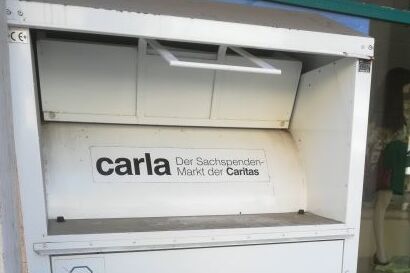 CE
carla Der Sachspenden-
Markt der Caritas